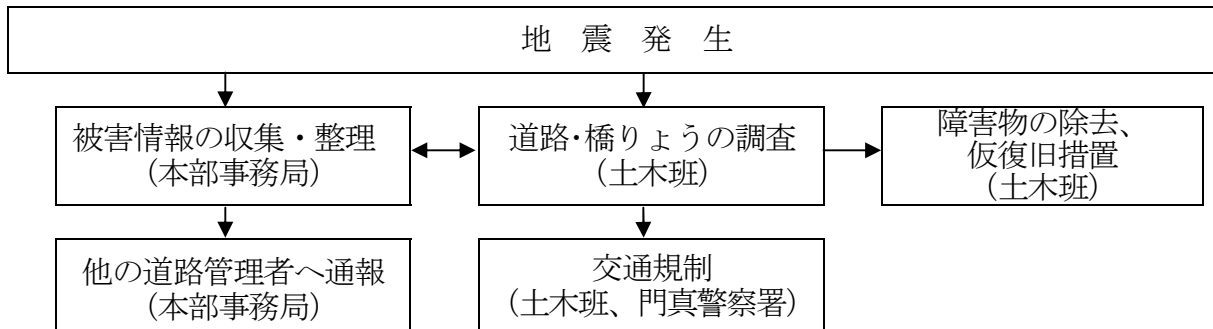 地 震 発 生
被害情報の収集・整理
(本部事務局)
道路・橋りょうの調査
(土木班)
障害物の除去、
仮復旧措置
(土木班)
他の道路管理者へ通報
(本部事務局)
交通規制
(土木班、門真警察署)